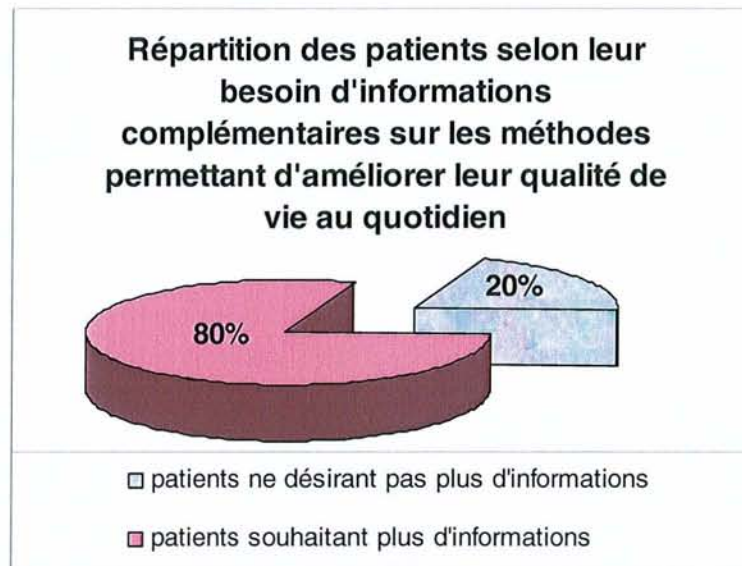 Répartition des patients selon leur
besoin d'informations
complémentaires sur les méthodes
permettant d'améliorer leur qualité de
vie au quotidien
20%
80%
patients ne désirant pas plus d'informations
patients souhaitant plus d'informations